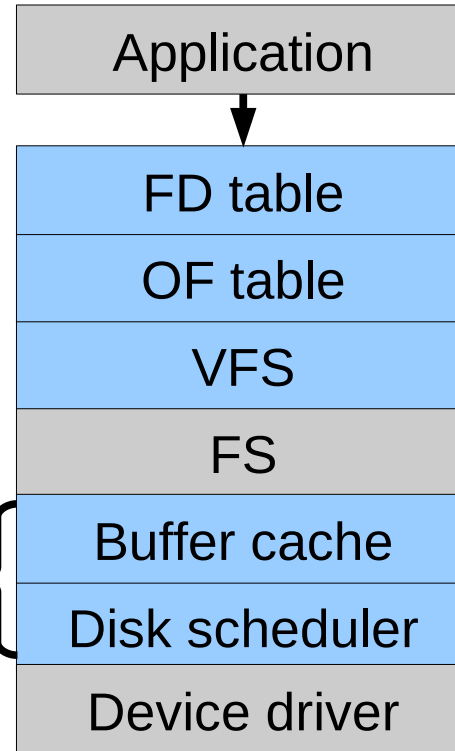 Application
FD table
OF table
VFS
FS
Buffer cache
Disk scheduler
Device driver